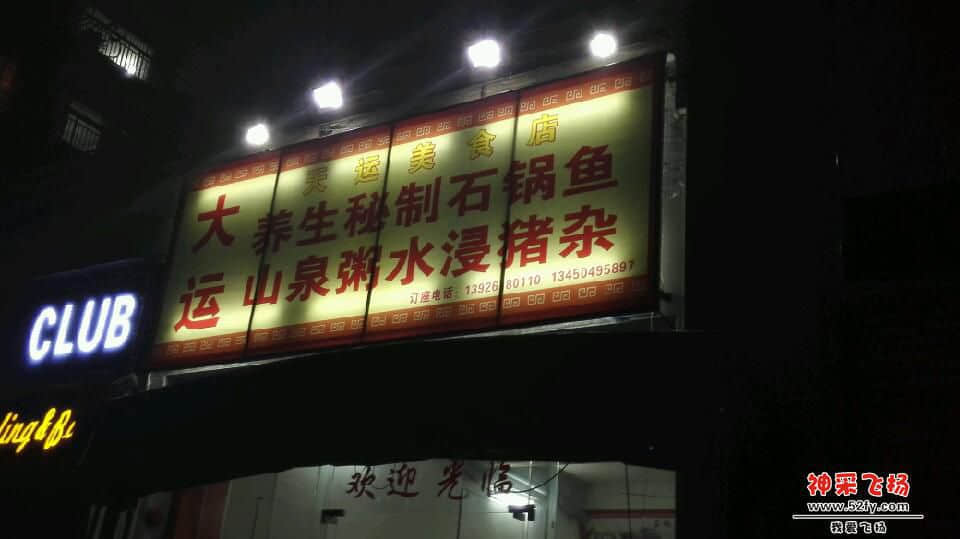 天运美食店
大运
养生秘制石锅鱼
山泉粥水浸猪杂
订座电话:13926 80110 13450495897
CLUB
ling&B
欢迎光临
神采飞扬
www.52fy.com
我爱飞扬